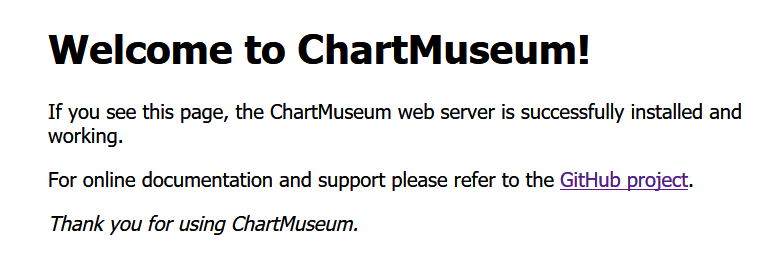 Welcome to ChartMuseum!
If you see this page, the ChartMuseum web server is successfully installed and
working.
For online documentation and support please refer to the GitHub project.
Thank you for using ChartMuseum.